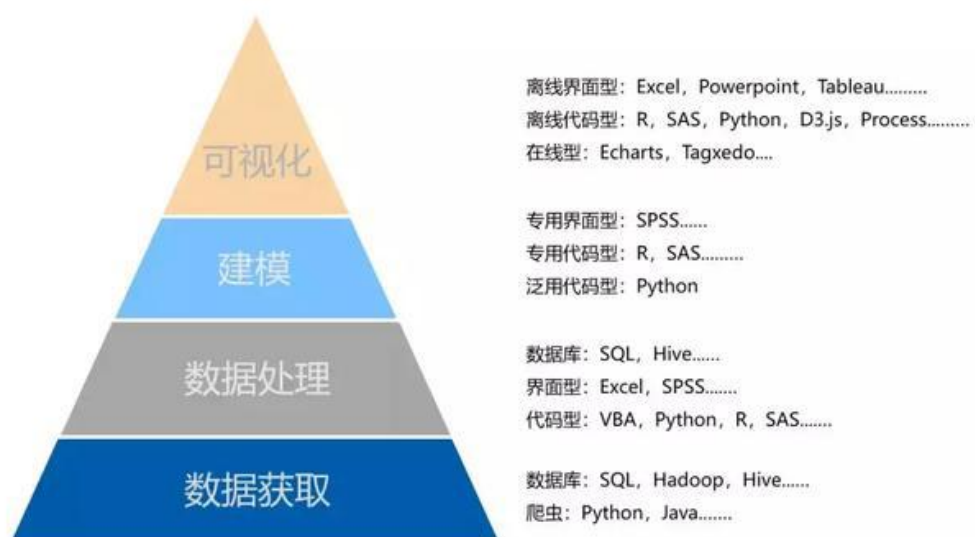 可视化
离线界面型：Excel，Powerpoint，Tableau.........
离线代码型：R，SAS，Python，D3.js，Process.........
在线型：Echarts，Tagxedo....
建模
专用界面型：SPSS......
专用代码型：R，SAS.........
泛用代码型：Python
数据处理
数据库：SQL，Hive......
界面型：Excel，SPSS.......
代码型：VBA，Python，R，SAS.......
数据获取
数据库：SQL，Hadoop，Hive......
爬虫：Python，Java.......